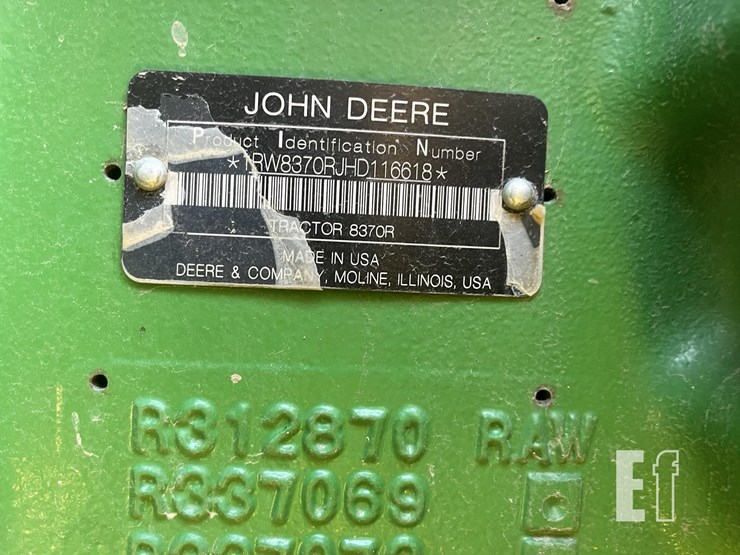 JOHN DEERE
Product Identification Number
*1RW8370RJHD116618*
TRACTOR 8370R
MADE IN USA
DEERE & COMPANY, MOLINE, ILLINOIS, USA
R312870 RAW
R337069
Ef